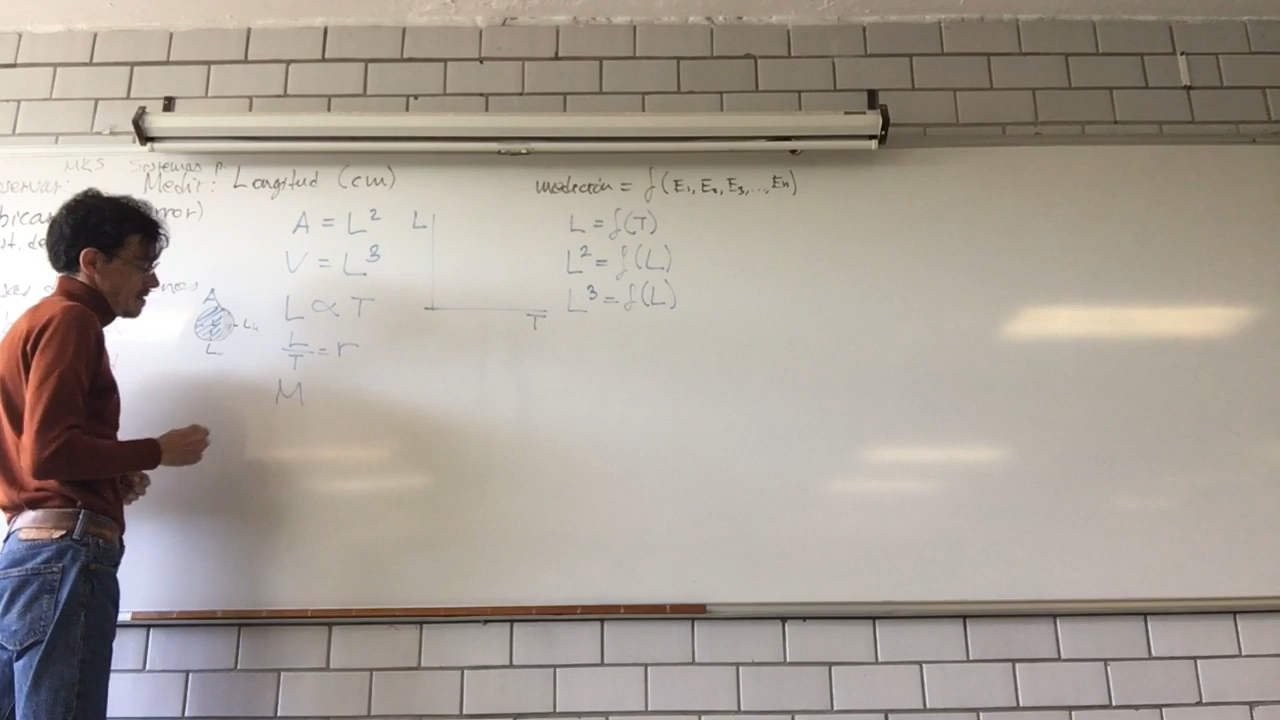 MKS Sistemas
Medir: Longitud (cm)
A = L²
V = L³
L ∝ T
L/T = r
M
A
L
L
T
medición = f(E₁, E₂, E₃, ..., Eₙ)
L = f(T)
L² = f(L)
L³ = f(L)